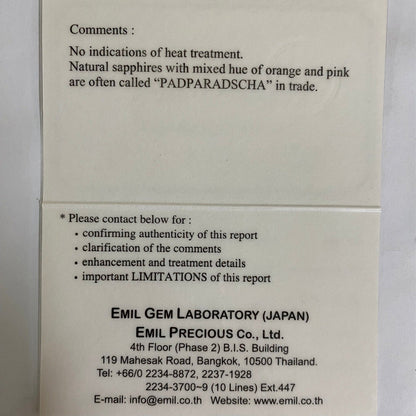 Comments :
No indications of heat treatment.
Natural sapphires with mixed hue of orange and pink
are often called “PADPARADSCHA” in trade.
* Please contact below for :
• confirming authenticity of this report
• clarification of the comments
• enhancement and treatment details
• important LIMITATIONS of this report
EMIL GEM LABORATORY (JAPAN)
EMIL PRECIOUS Co., Ltd.
4th Floor (Phase 2) B.I.S. Building
119 Mahesak Road, Bangkok, 10500 Thailand.
Tel: +66/0 2234-8872, 2237-1928
2234-3700~9 (10 Lines) Ext.447
E-mail: info@emil.co.th Website: www.emil.co.th